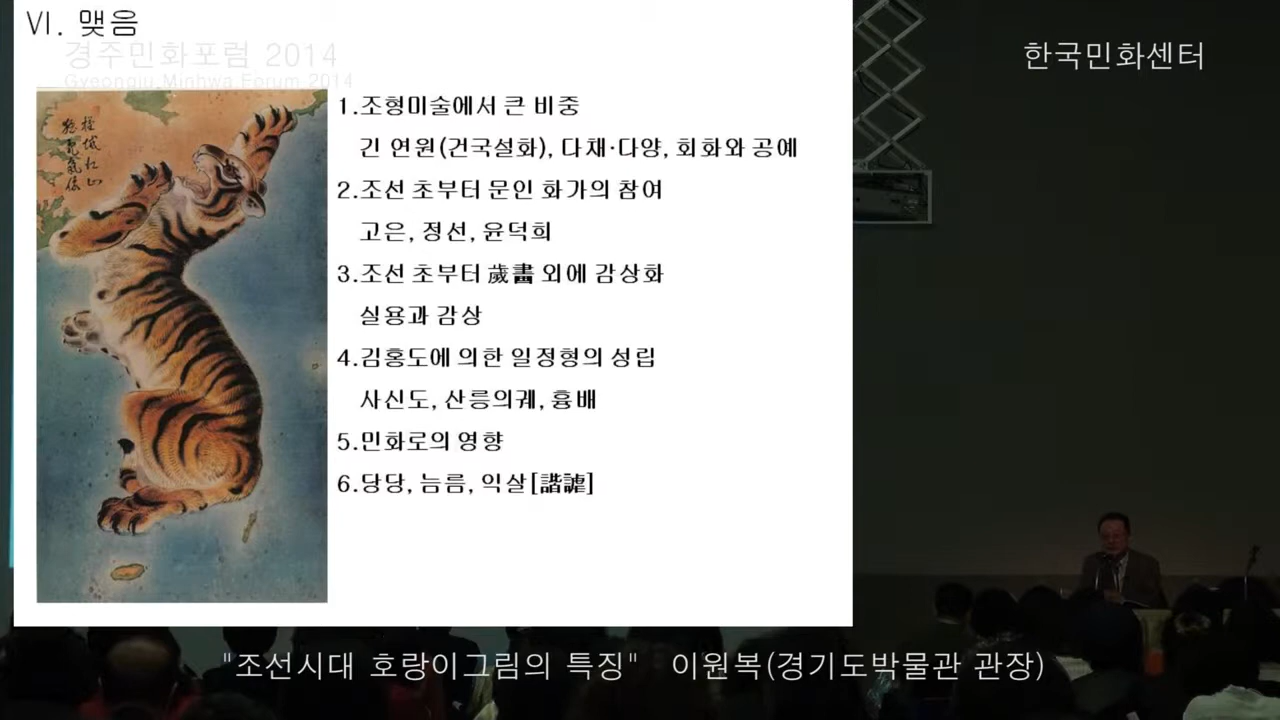 VI. 맺음
경주민화포럼 2014
Gyeongju Minhwa Forum 2014
한국민화센터
1.조형미술에서 큰 비중
긴 연원(건국설화), 다채·다양, 회화와 공예
2.조선 초부터 문인 화가의 참여
고은, 정선, 윤덕희
3.조선 초부터 歲畵 외에 감상화
실용과 감상
4.김홍도에 의한 일정형의 성립
사신도, 산릉의궤, 흉배
5.민화로의 영향
6.당당, 늠름, 익살[諧謔]
"조선시대 호랑이그림의 특징" 이원복(경기도박물관 관장)